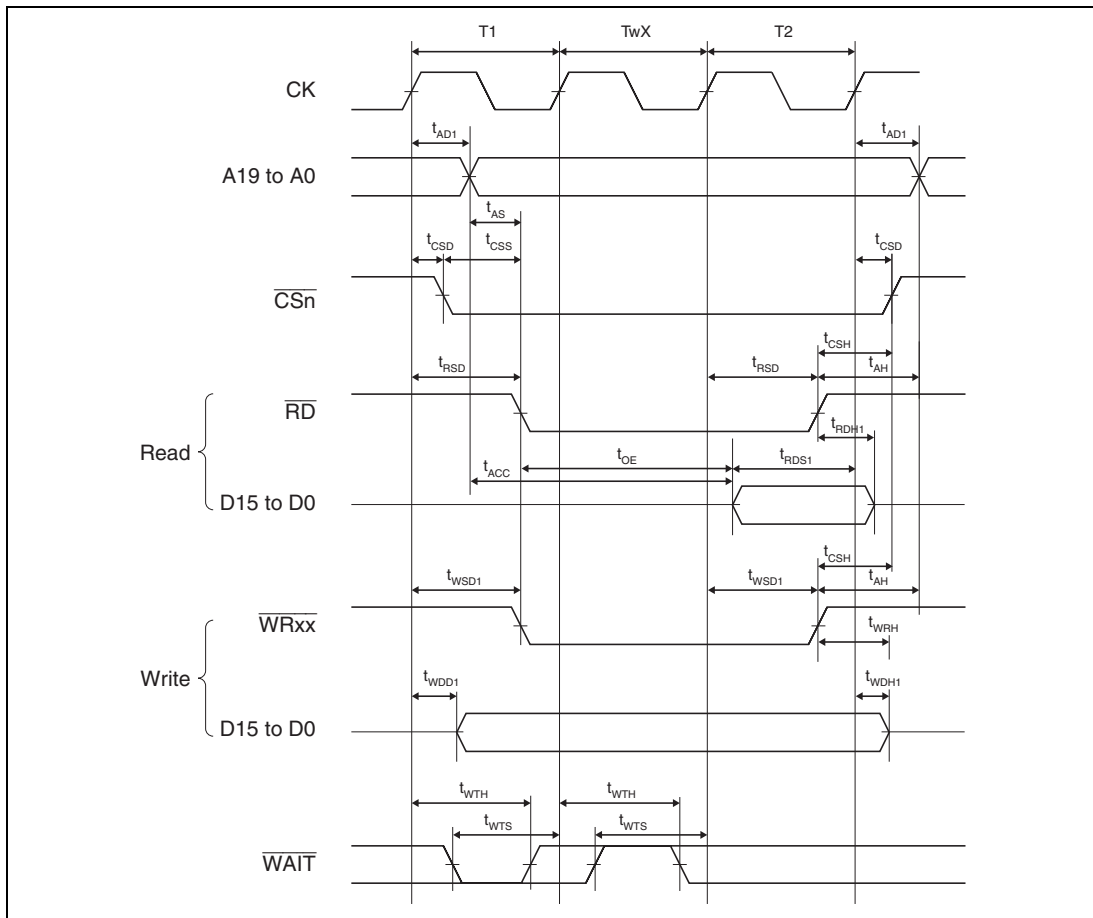 T1 TwX T2
CK
tAD1 tAD1
A19 to A0
tAS
tCSD tCSS tCSD
CSn
tCSH
tRSD tRSD tAH
RD
tRDH1
Read
tOE tRDS1
tACC
D15 to D0
tCSH
tWSD1 tWSD1 tAH
WRxx
tWRH
Write
tWDD1 tWDH1
D15 to D0
tWTH tWTH
tWTS tWTS
WAIT